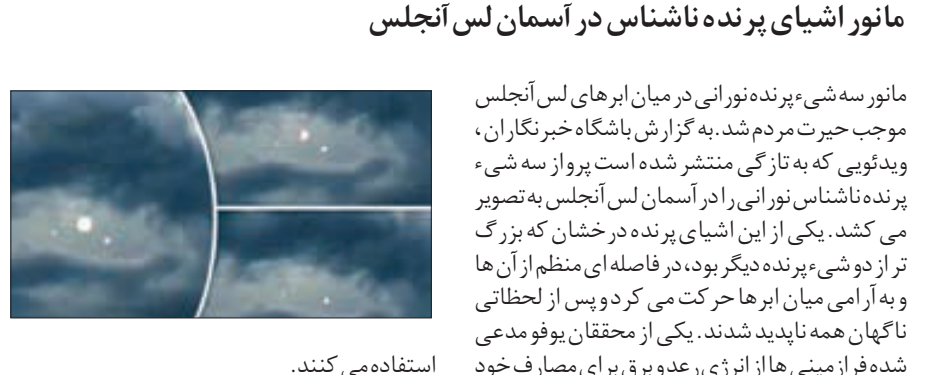 مانور اشیای پرنده ناشناس در آسمان لس آنجلس
مانور سه شیء پرنده نورانی در میان ابرهای لس آنجلس
موجب حیرت مردم شد. به گزارش باشگاه خبرنگاران،
ویدئویی که به تازگی منتشر شده است پرواز سه شیء
پرنده ناشناس نورانی را در آسمان لس آنجلس به تصویر
می کشد. یکی از این اشیای پرنده درخشان که بزرگ
تر از دو شیء پرنده دیگر بود، در فاصله ای منظم از آن ها
و به آرامی میان ابرها حرکت می کرد و پس از لحظاتی
ناگهان همه ناپدید شدند. یکی از محققان یوفو مدعی
شده فرازمینی ها از انرژی رعد و برق برای مصارف خود
استفاده می کنند.